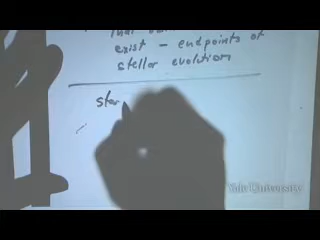 exist — endpoints of
stellar evolution
star
Yale University